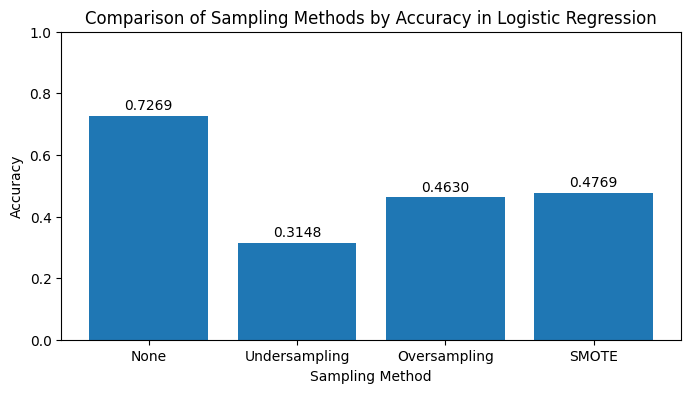 Comparison of Sampling Methods by Accuracy in Logistic Regression
1.0
0.8
0.6
0.4
0.2
0.0
Accuracy
0.7269
0.3148
0.4630
0.4769
None
Undersampling
Oversampling
SMOTE
Sampling Method